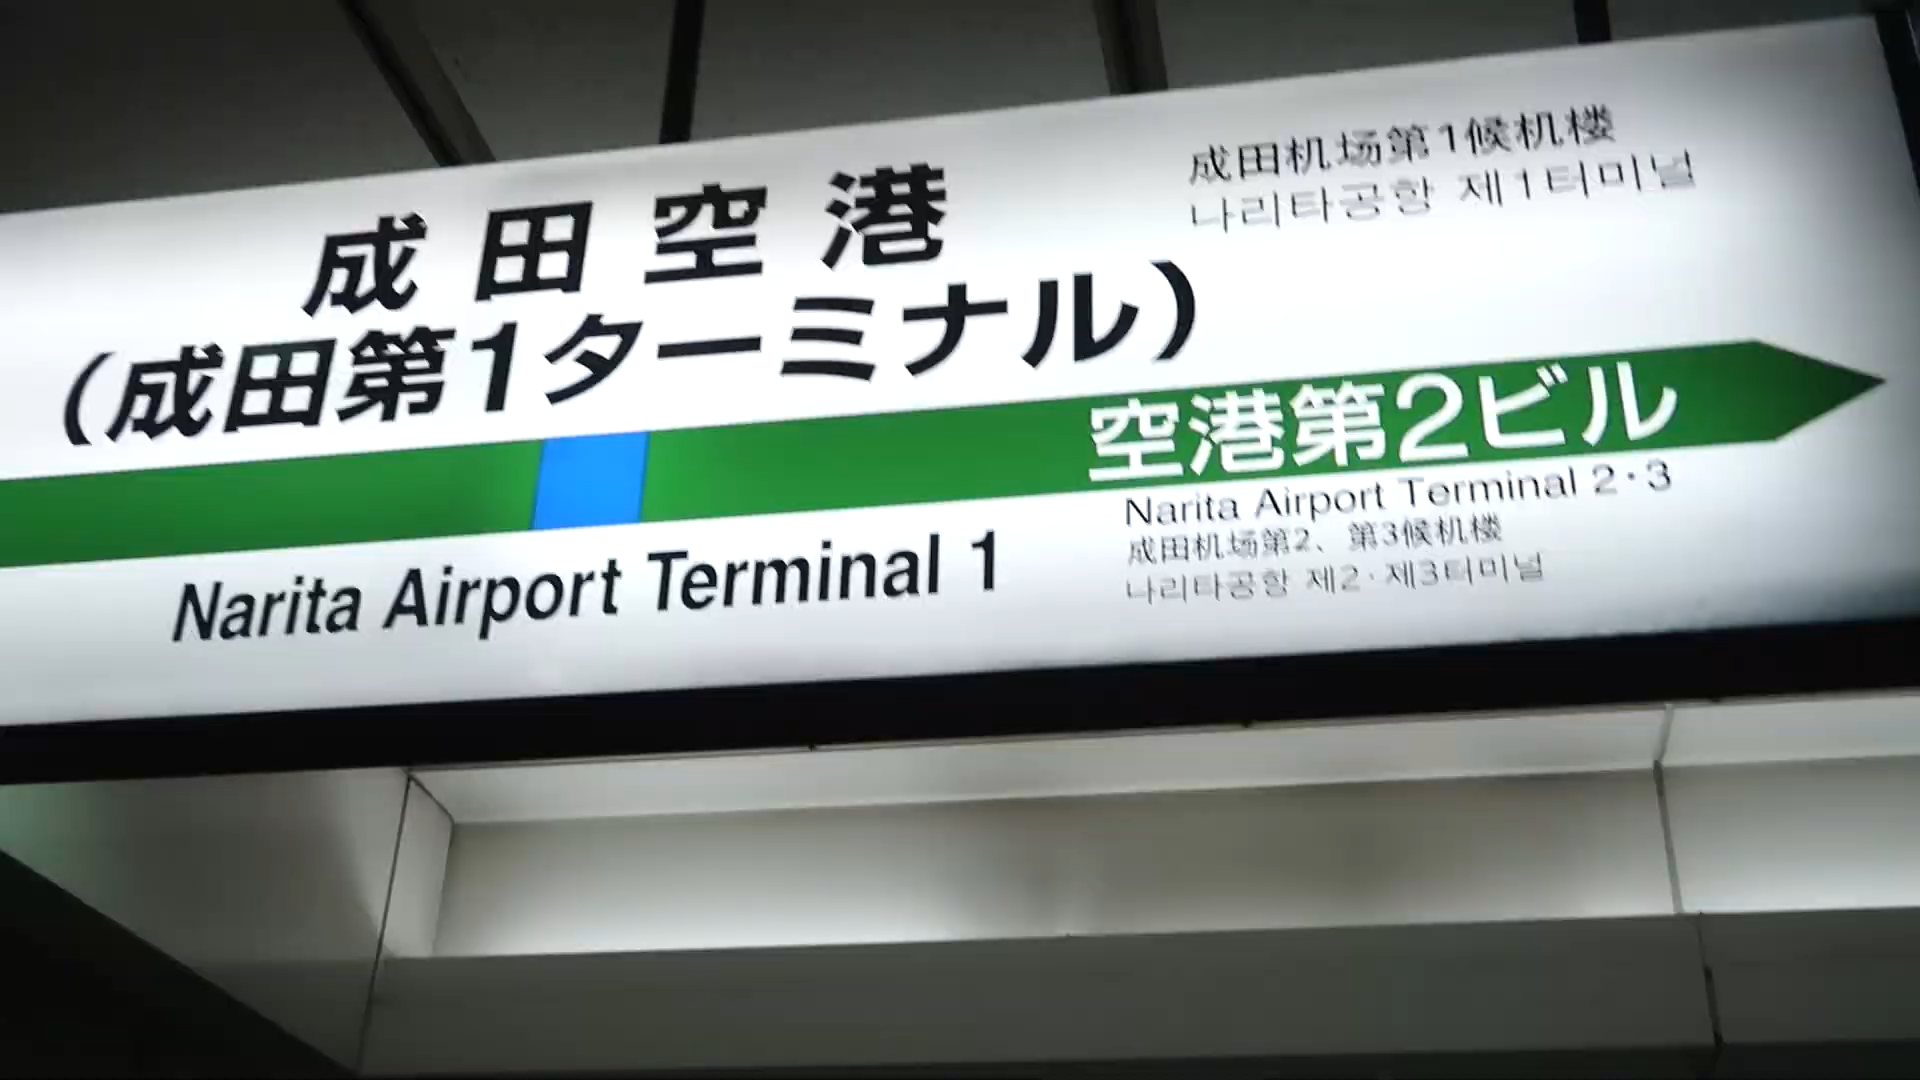 成田空港
(成田第1ターミナル)
Narita Airport Terminal 1
成田机场第1候机楼
나리타공항 제1터미널
空港第2ビル
Narita Airport Terminal 2・3
成田机场第2、第3候机楼
나리타공항 제2·제3터미널